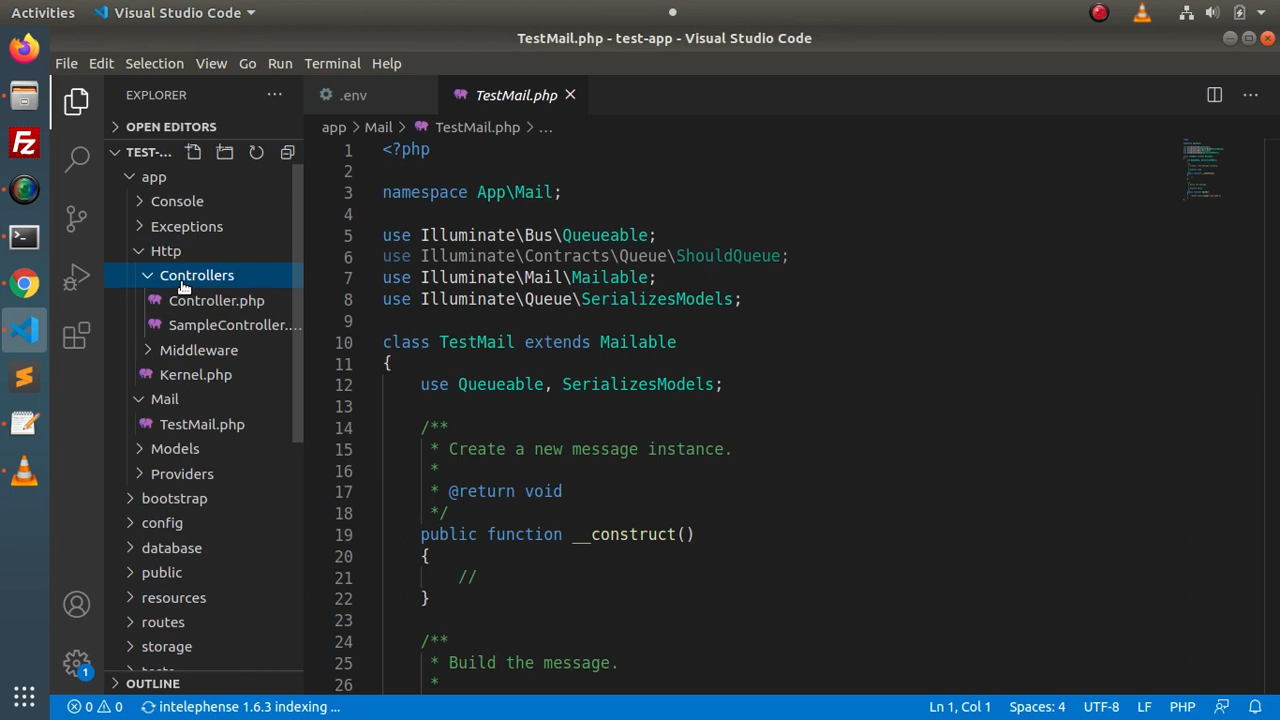 Activities Visual Studio Code
TestMail.php - test-app - Visual Studio Code
File Edit Selection View Go Run Terminal Help
EXPLORER
OPEN EDITORS
TEST-...
app
Console
Exceptions
Http
Controllers
Controller.php
SampleController....
Middleware
Kernel.php
Mail
TestMail.php
Models
Providers
bootstrap
config
database
public
resources
routes
storage
OUTLINE
.env TestMail.php
app > Mail > TestMail.php > ...
1 <?php
2
3 namespace App\Mail;
4
5 use Illuminate\Bus\Queueable;
6 use Illuminate\Contracts\Queue\ShouldQueue;
7 use Illuminate\Mail\Mailable;
8 use Illuminate\Queue\SerializesModels;
9
10 class TestMail extends Mailable
11 {
12 use Queueable, SerializesModels;
13
14 /**
15 * Create a new message instance.
16 *
17 * @return void
18 */
19 public function __construct()
20 {
21 //
22 }
23
24 /**
25 * Build the message.
26 *
1
0 0 intelephense 1.6.3 indexing ... Ln 1, Col 1 Spaces: 4 UTF-8 LF PHP